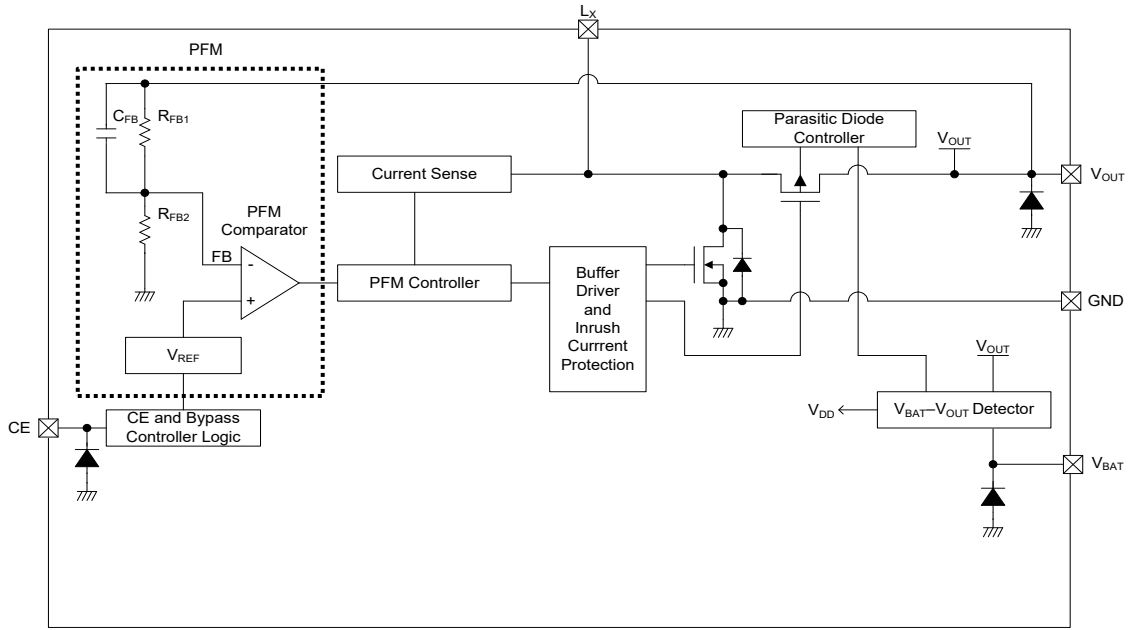 LX
PFM
CFB
RFB1
RFB2
PFM
Comparator
FB
-
+
VREF
Current Sense
PFM Controller
Buffer
Driver
and
Inrush
Currrent
Protection
Parasitic Diode
Controller
VOUT
VOUT
GND
VOUT
VDD
VBAT–VOUT Detector
VBAT
CE
CE and Bypass
Controller Logic